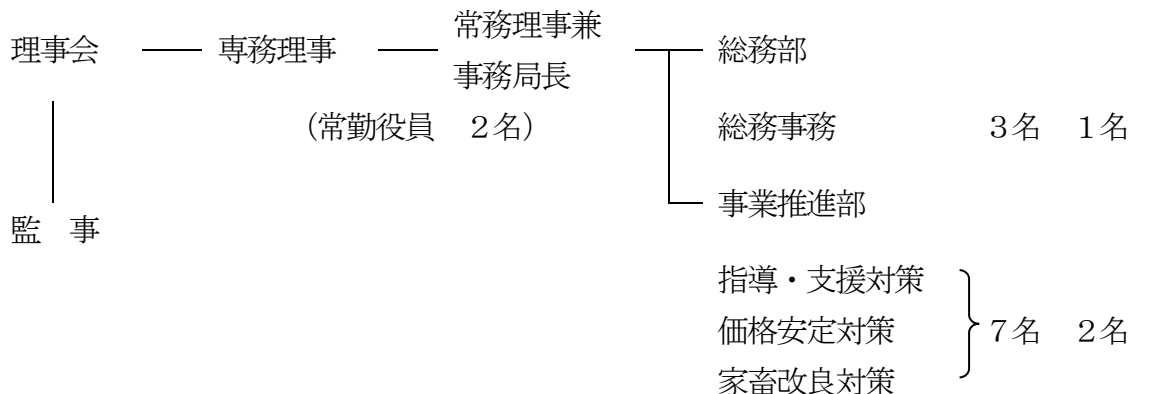 理事会 専務理事 常務理事兼
事務局長 総務部
(常勤役員 2名) 総務事務 3名 1名
監 事 事業推進部
指導・支援対策
価格安定対策 7名 2名
家畜改良対策